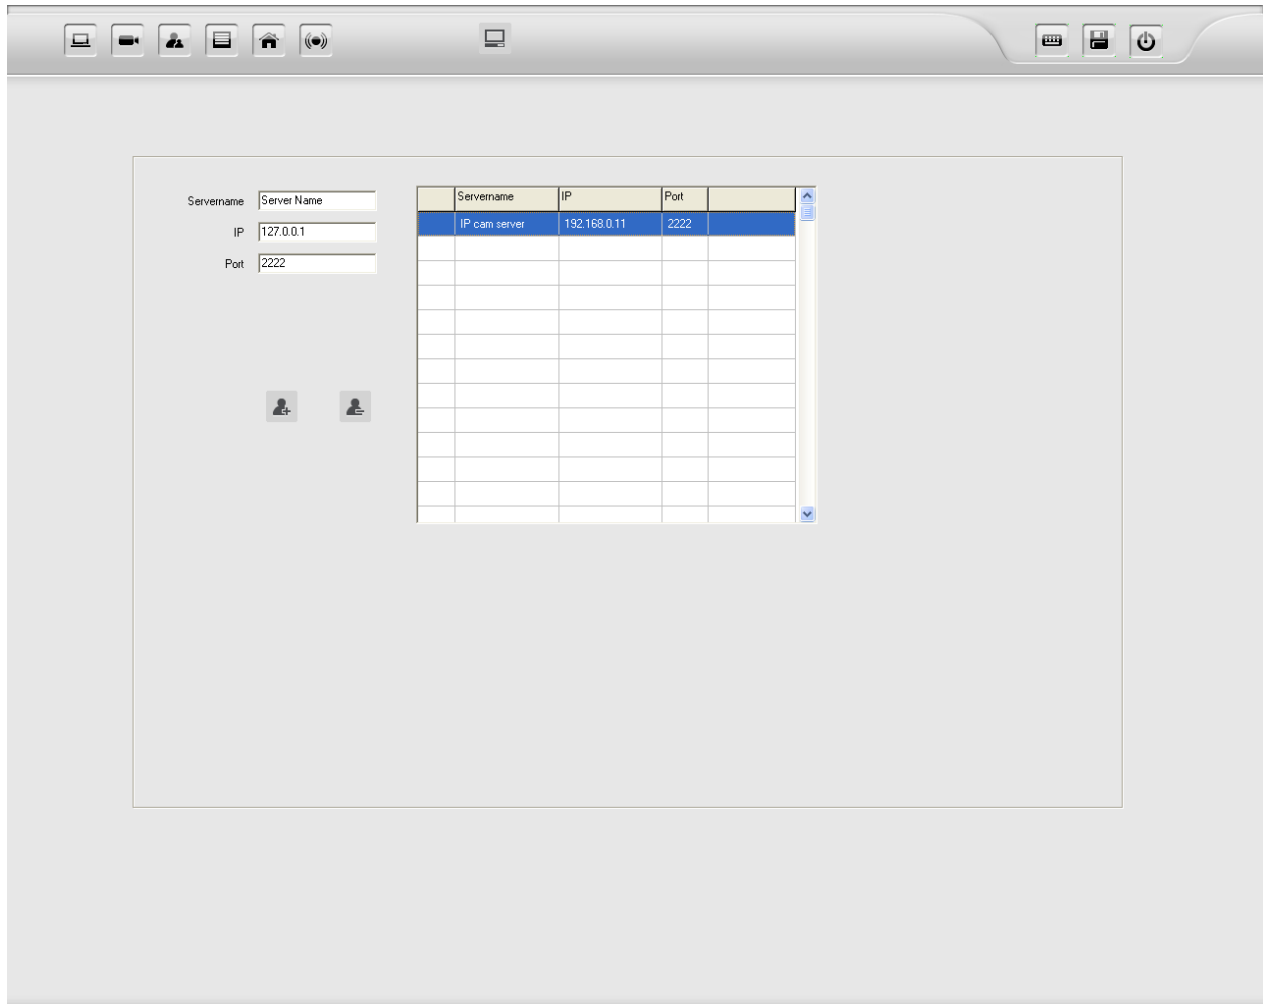 Servername Server Name
IP 127.0.0.1
Port 2222
Servername IP Port
IP cam server 192.168.0.11 2222